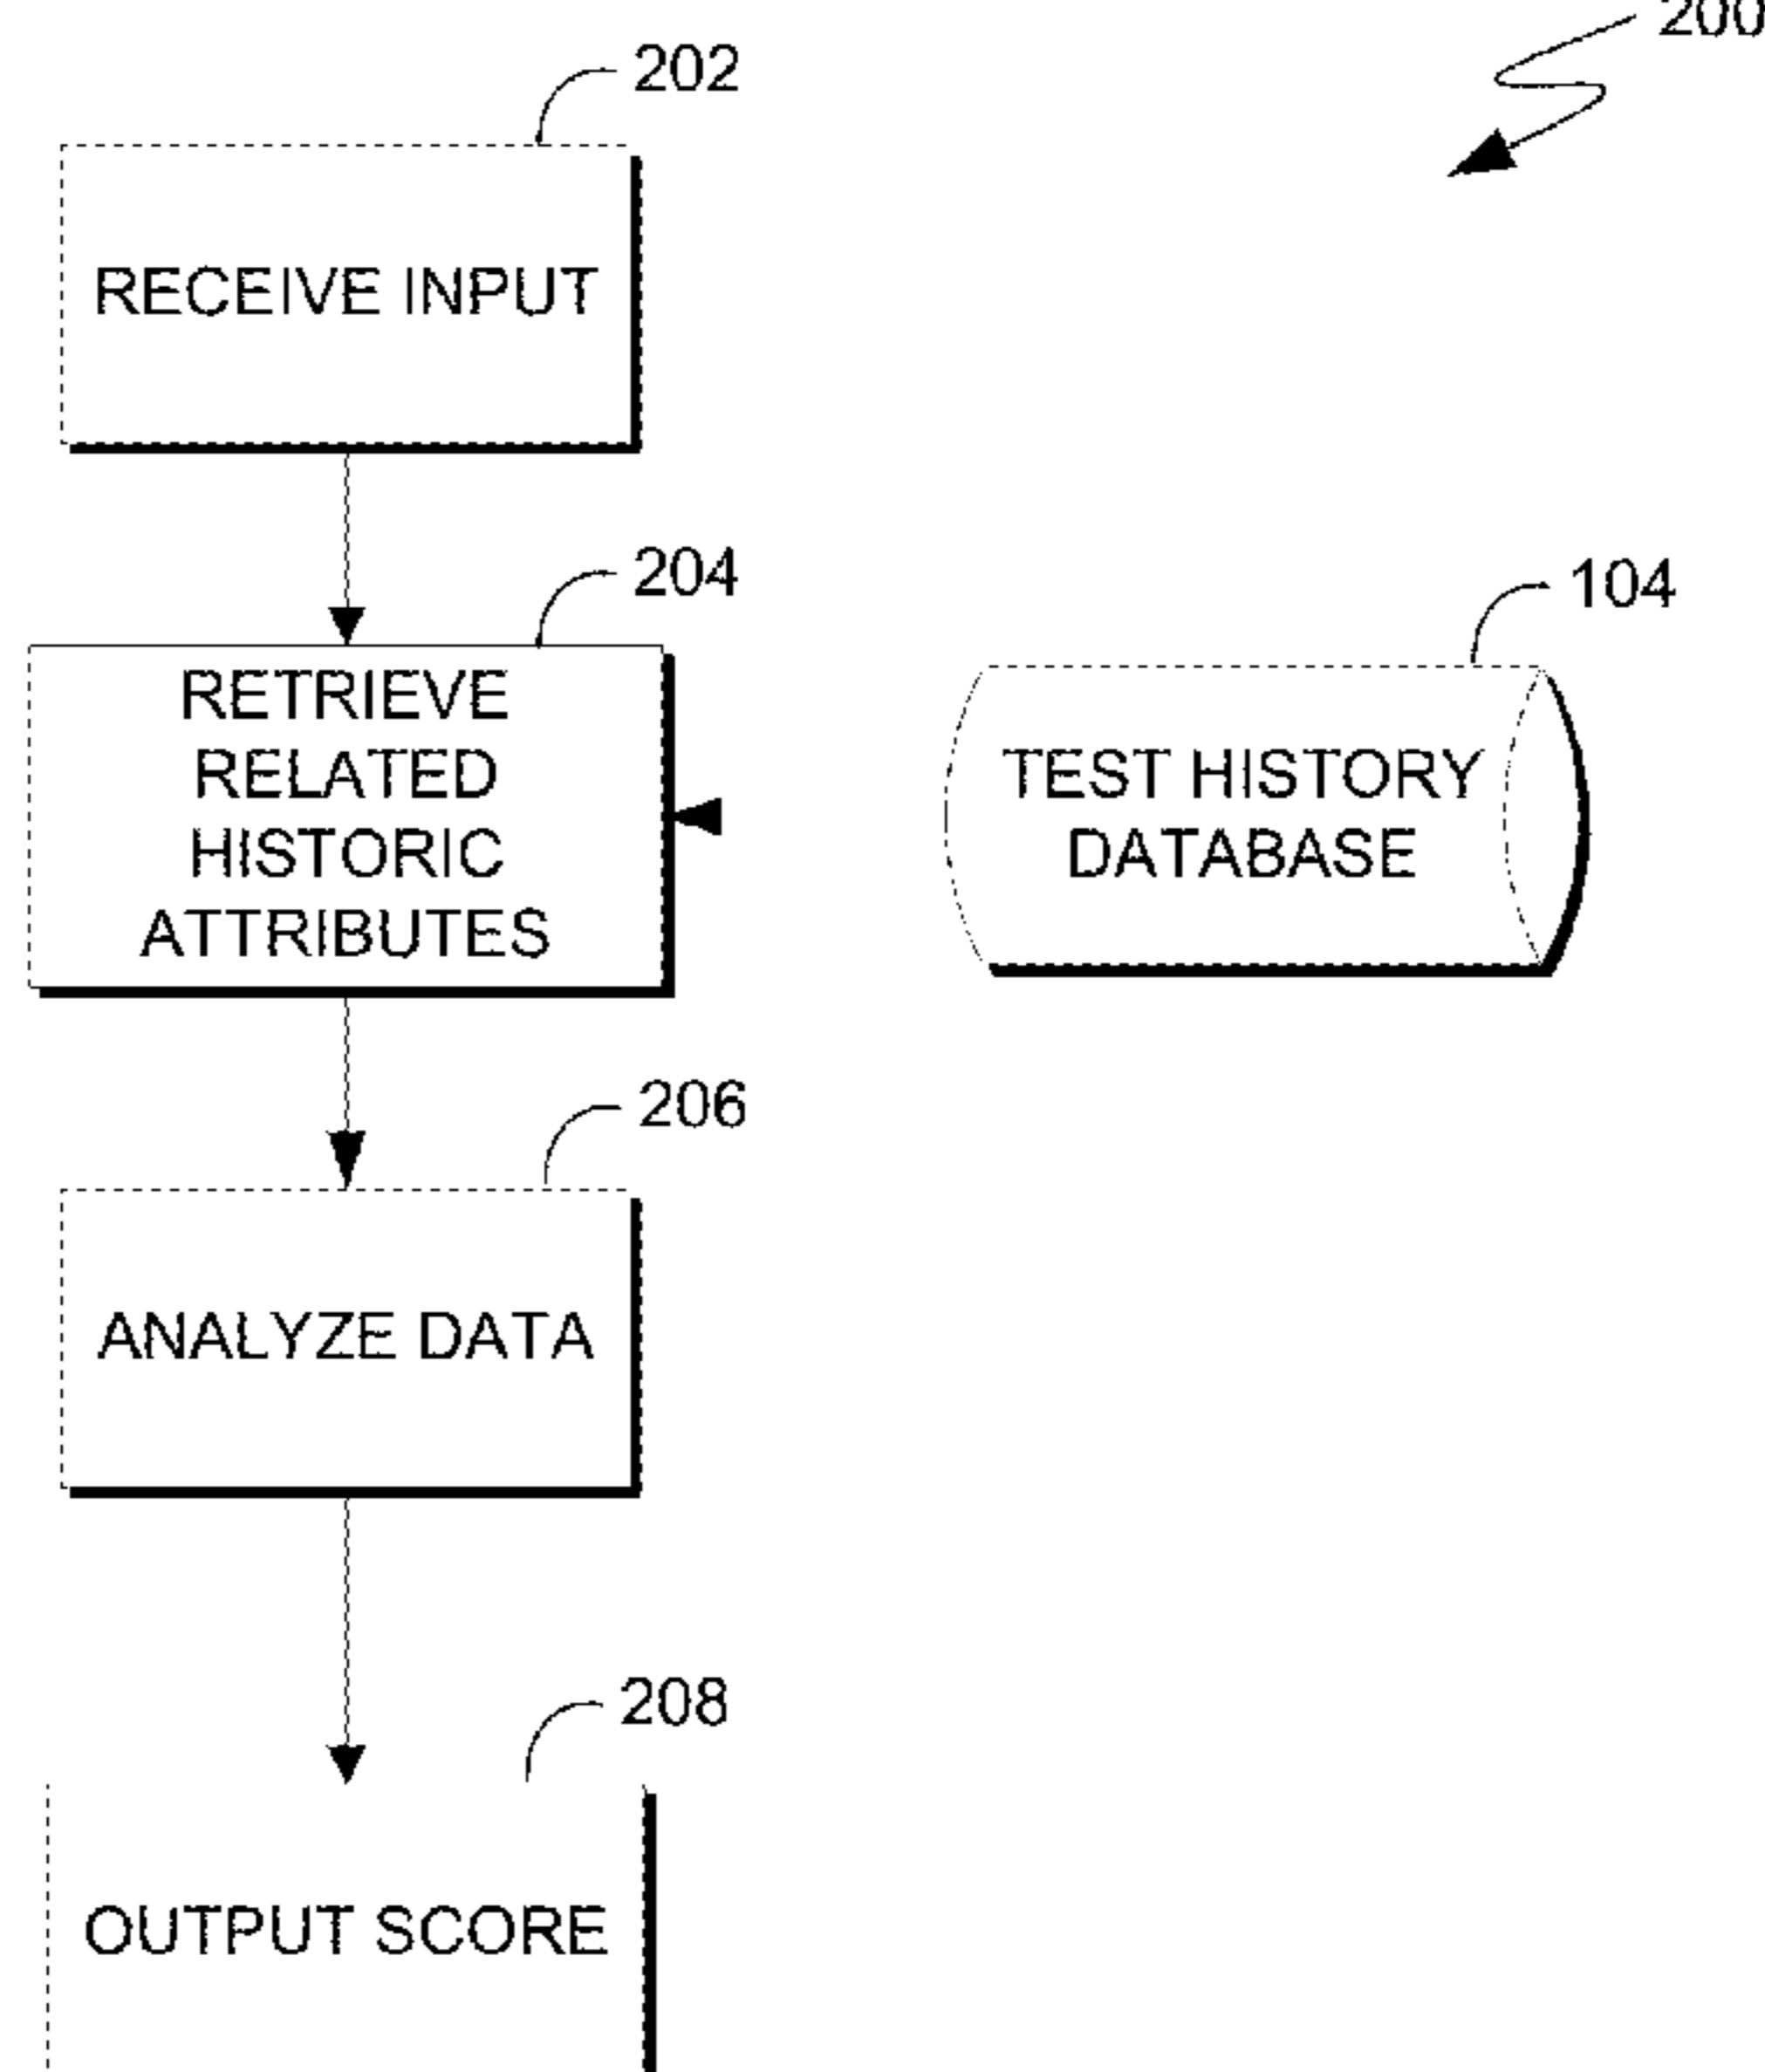 200
202
RECEIVE INPUT
204
RETRIEVE
RELATED
HISTORIC
ATTRIBUTES
104
TEST HISTORY
DATABASE
206
ANALYZE DATA
208
OUTPUT SCORE